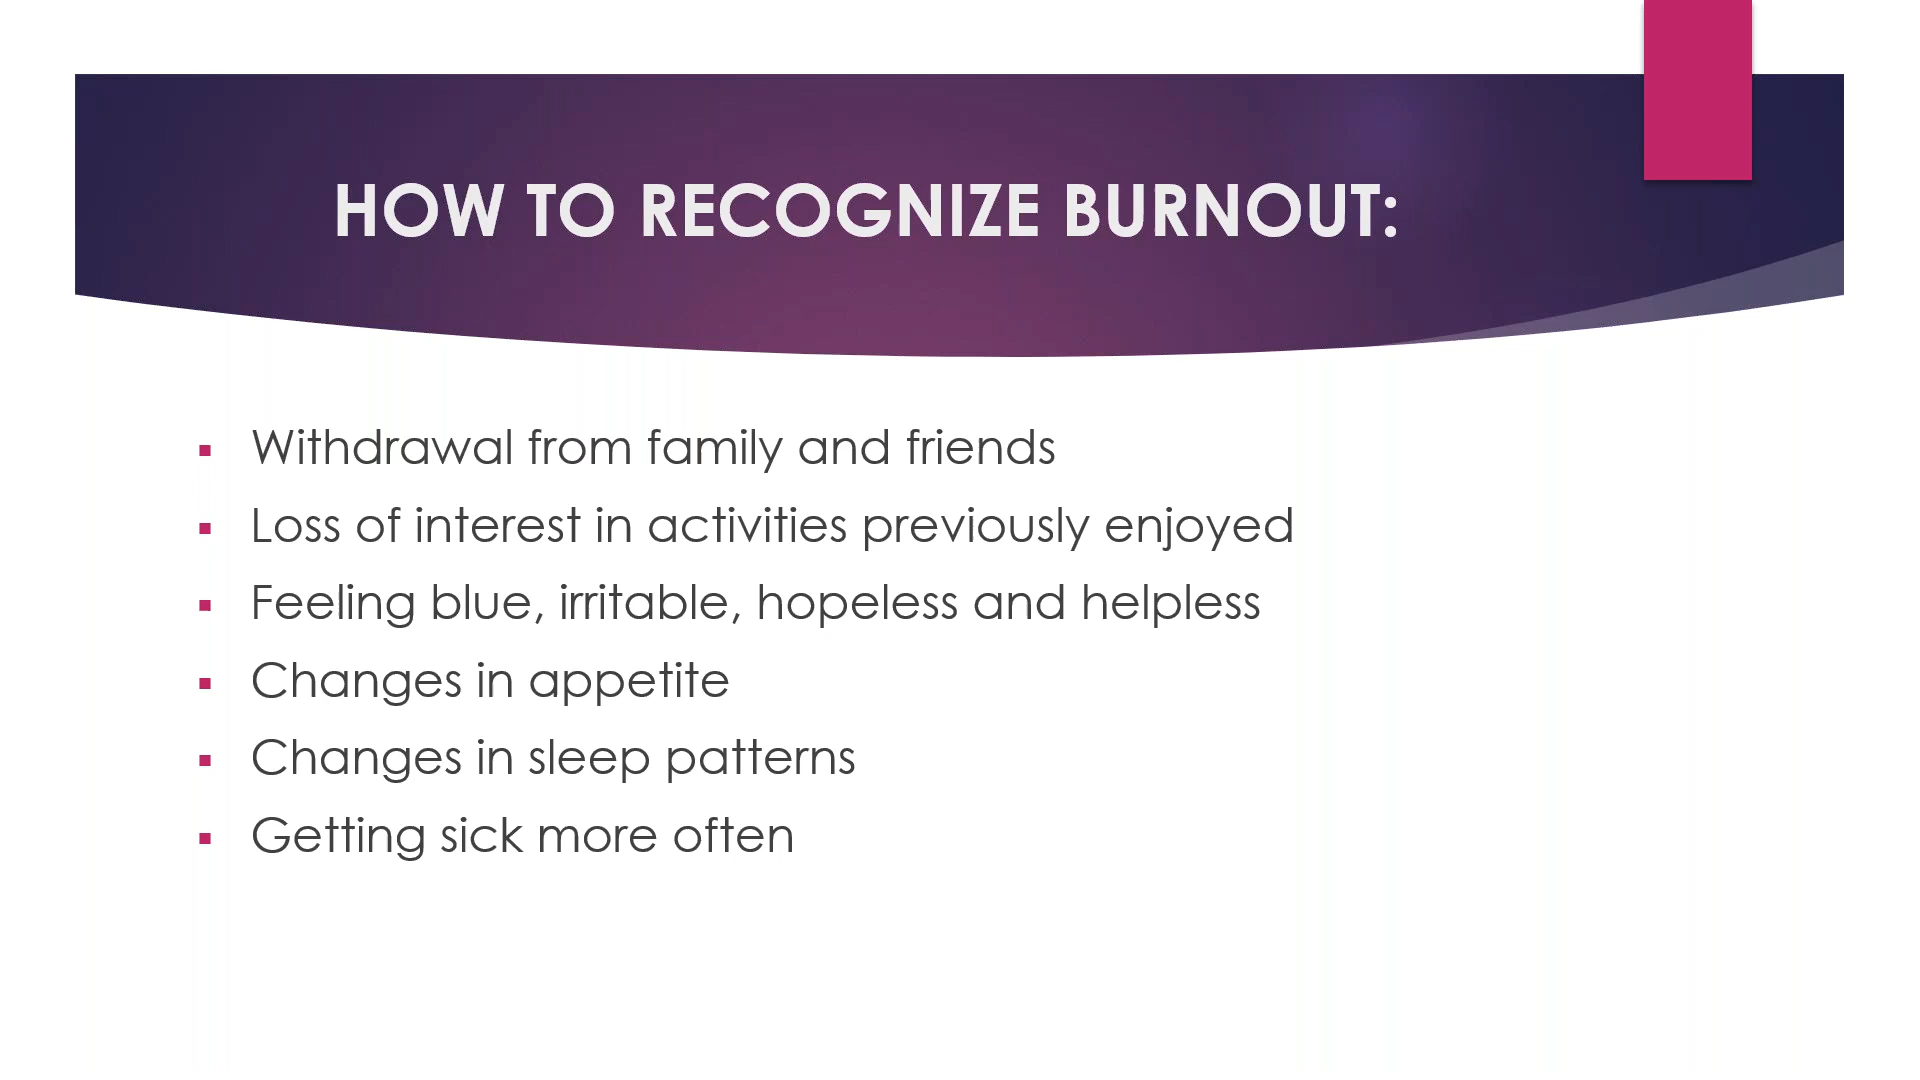 HOW TO RECOGNIZE BURNOUT:
▪ Withdrawal from family and friends
▪ Loss of interest in activities previously enjoyed
▪ Feeling blue, irritable, hopeless and helpless
▪ Changes in appetite
▪ Changes in sleep patterns
▪ Getting sick more often